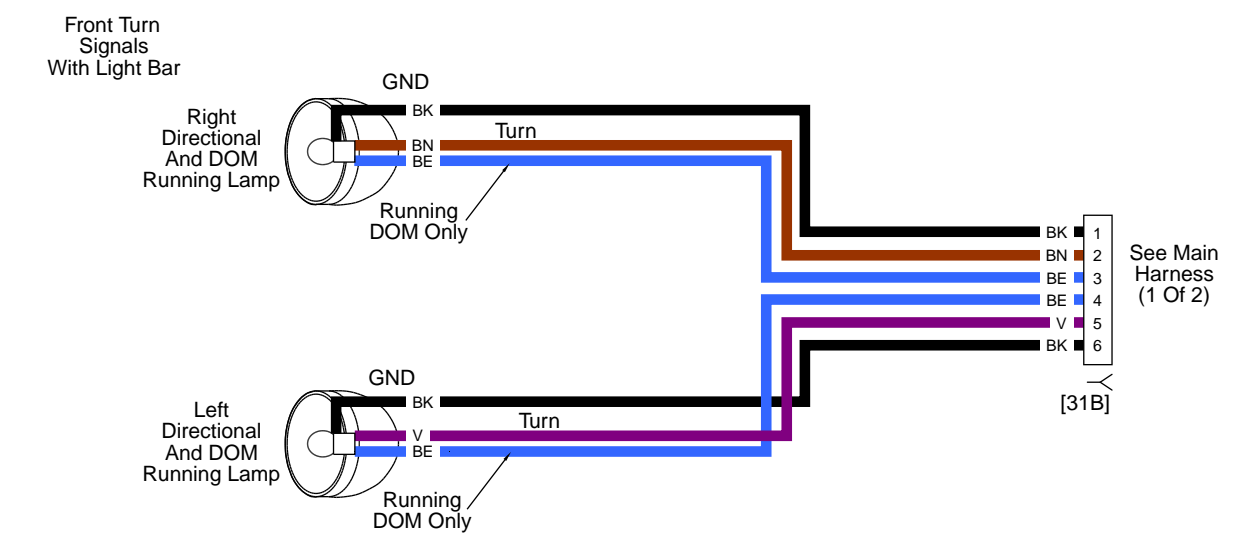 Front Turn
Signals
With Light Bar
GND
Right
Directional
And DOM
Running Lamp
BK
Turn
BN
BE
Running
DOM Only
BK 1
BN 2
BE 3
BE 4
V 5
BK 6
See Main
Harness
(1 Of 2)
[31B]
GND
Left
Directional
And DOM
Running Lamp
BK
Turn
V
BE
Running
DOM Only